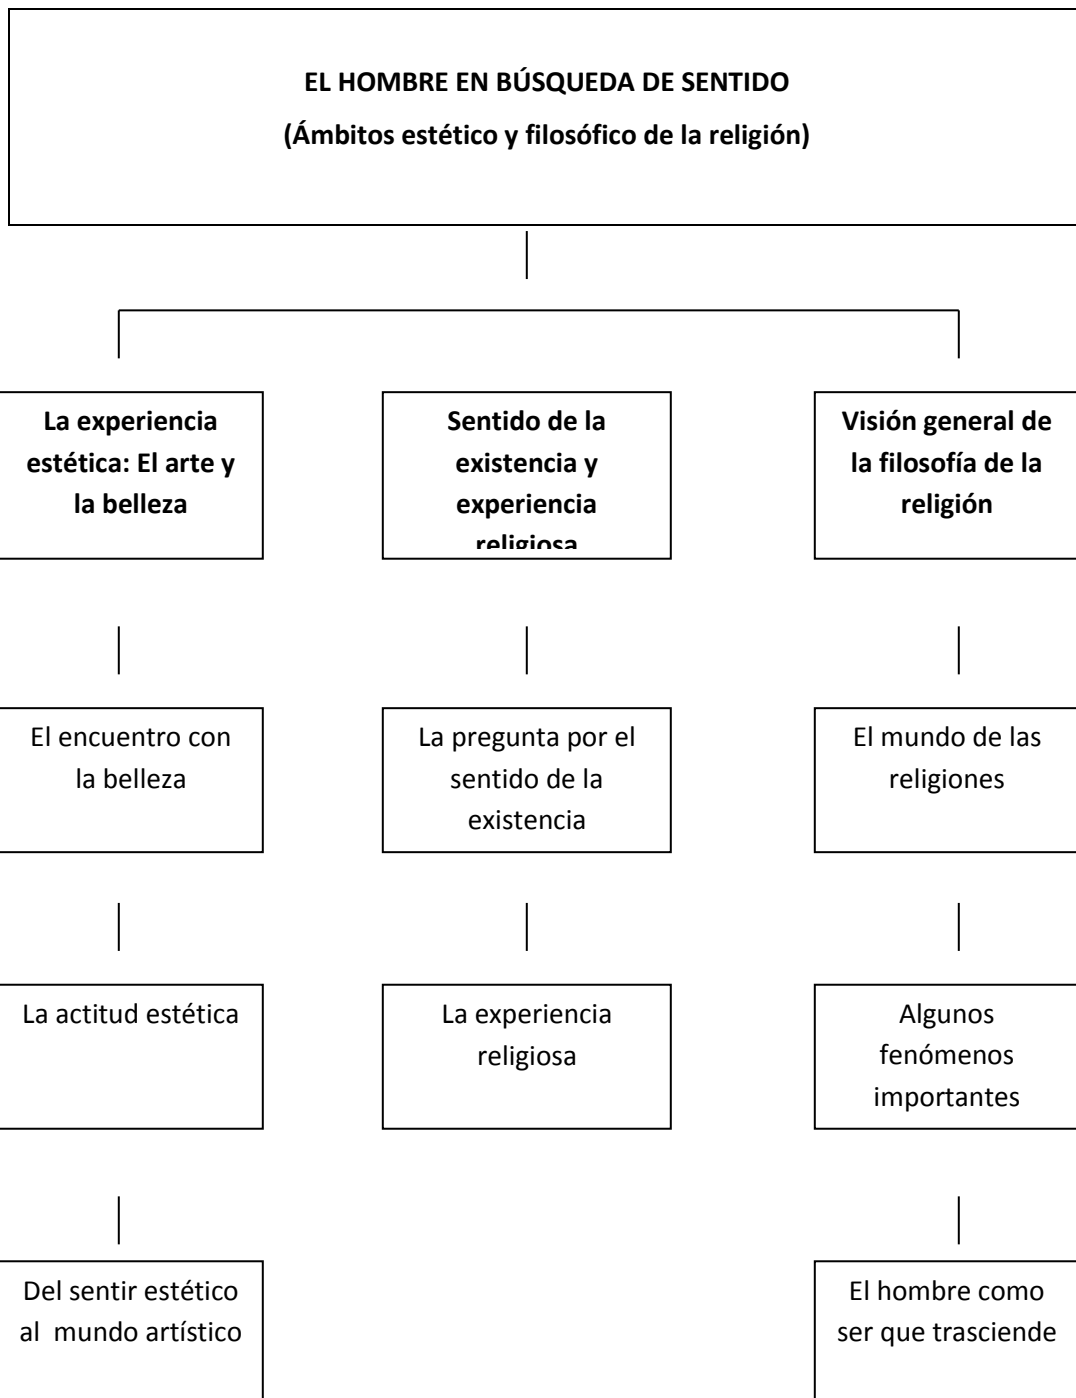 EL HOMBRE EN BÚSQUEDA DE SENTIDO
(Ámbitos estético y filosófico de la religión)
La experiencia
estética: El arte y
la belleza
Sentido de la
existencia y
experiencia
religiosa
Visión general de
la filosofía de la
religión
El encuentro con
la belleza
La pregunta por el
sentido de la
existencia
El mundo de las
religiones
La actitud estética
La experiencia
religiosa
Algunos
fenómenos
importantes
Del sentir estético
al mundo artístico
El hombre como
ser que trasciende